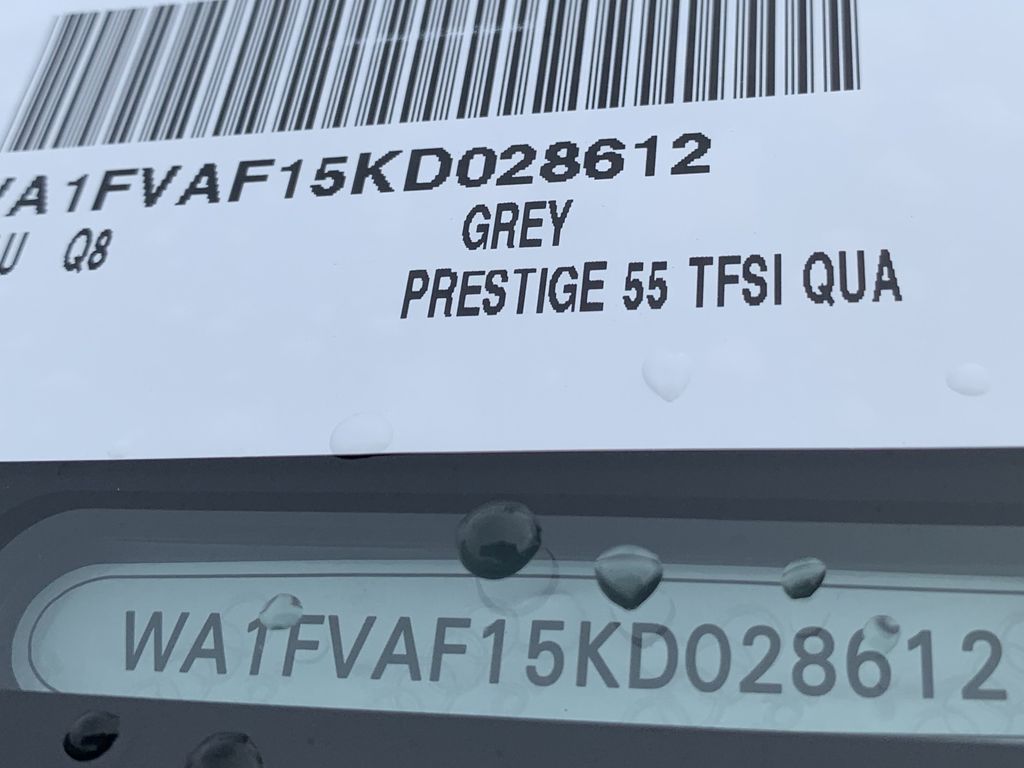 WA1FVAF15KD028612
U Q8 GREY
PRESTIGE 55 TFSI QUA
WA1FVAF15KD028612